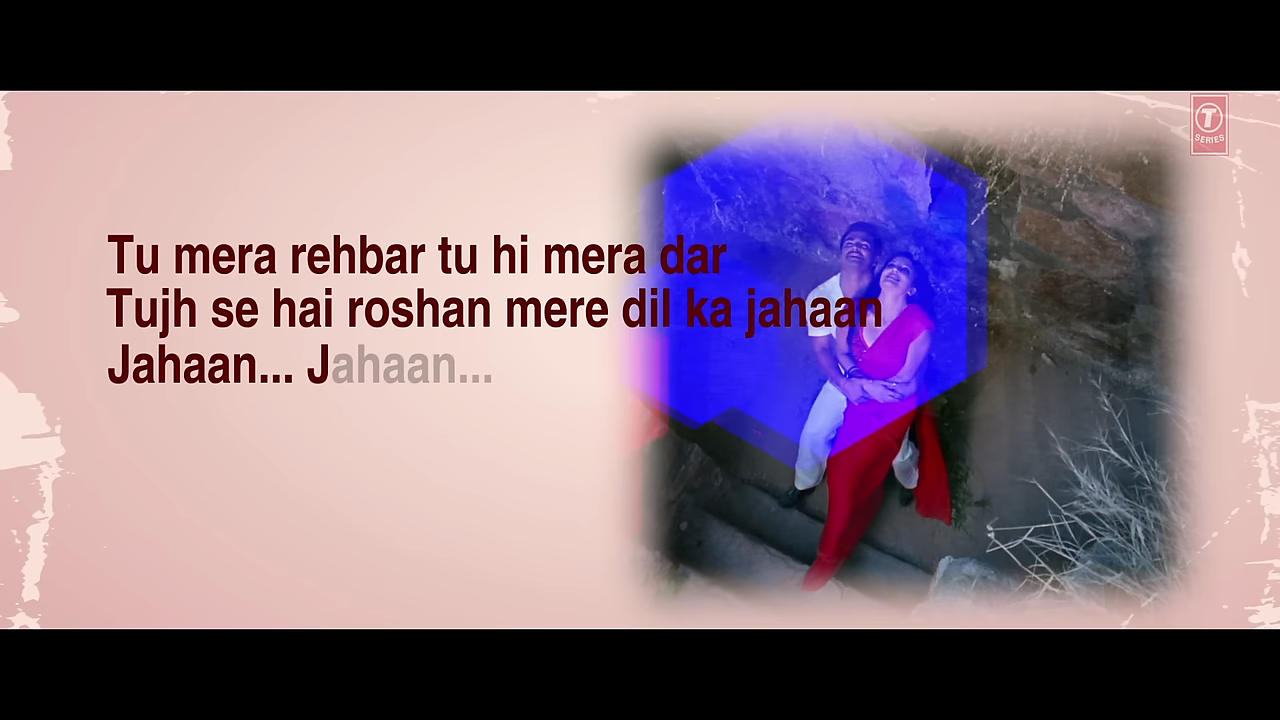 Tu mera rehbar tu hi mera dar
Tujh se hai roshan mere dil ka jahaan
Jahaan... Jahaan...
T
SERIES